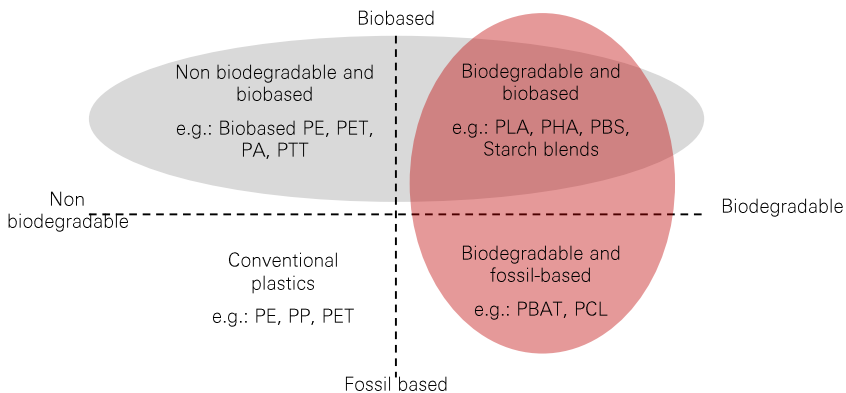 Biobased
Non biodegradable and
biobased
e.g.: Biobased PE, PET,
PA, PTT
Biodegradable and
biobased
e.g.: PLA, PHA, PBS,
Starch blends
Non
biodegradable
Biodegradable
Conventional
plastics
e.g.: PE, PP, PET
Biodegradable and
fossil-based
e.g.: PBAT, PCL
Fossil based